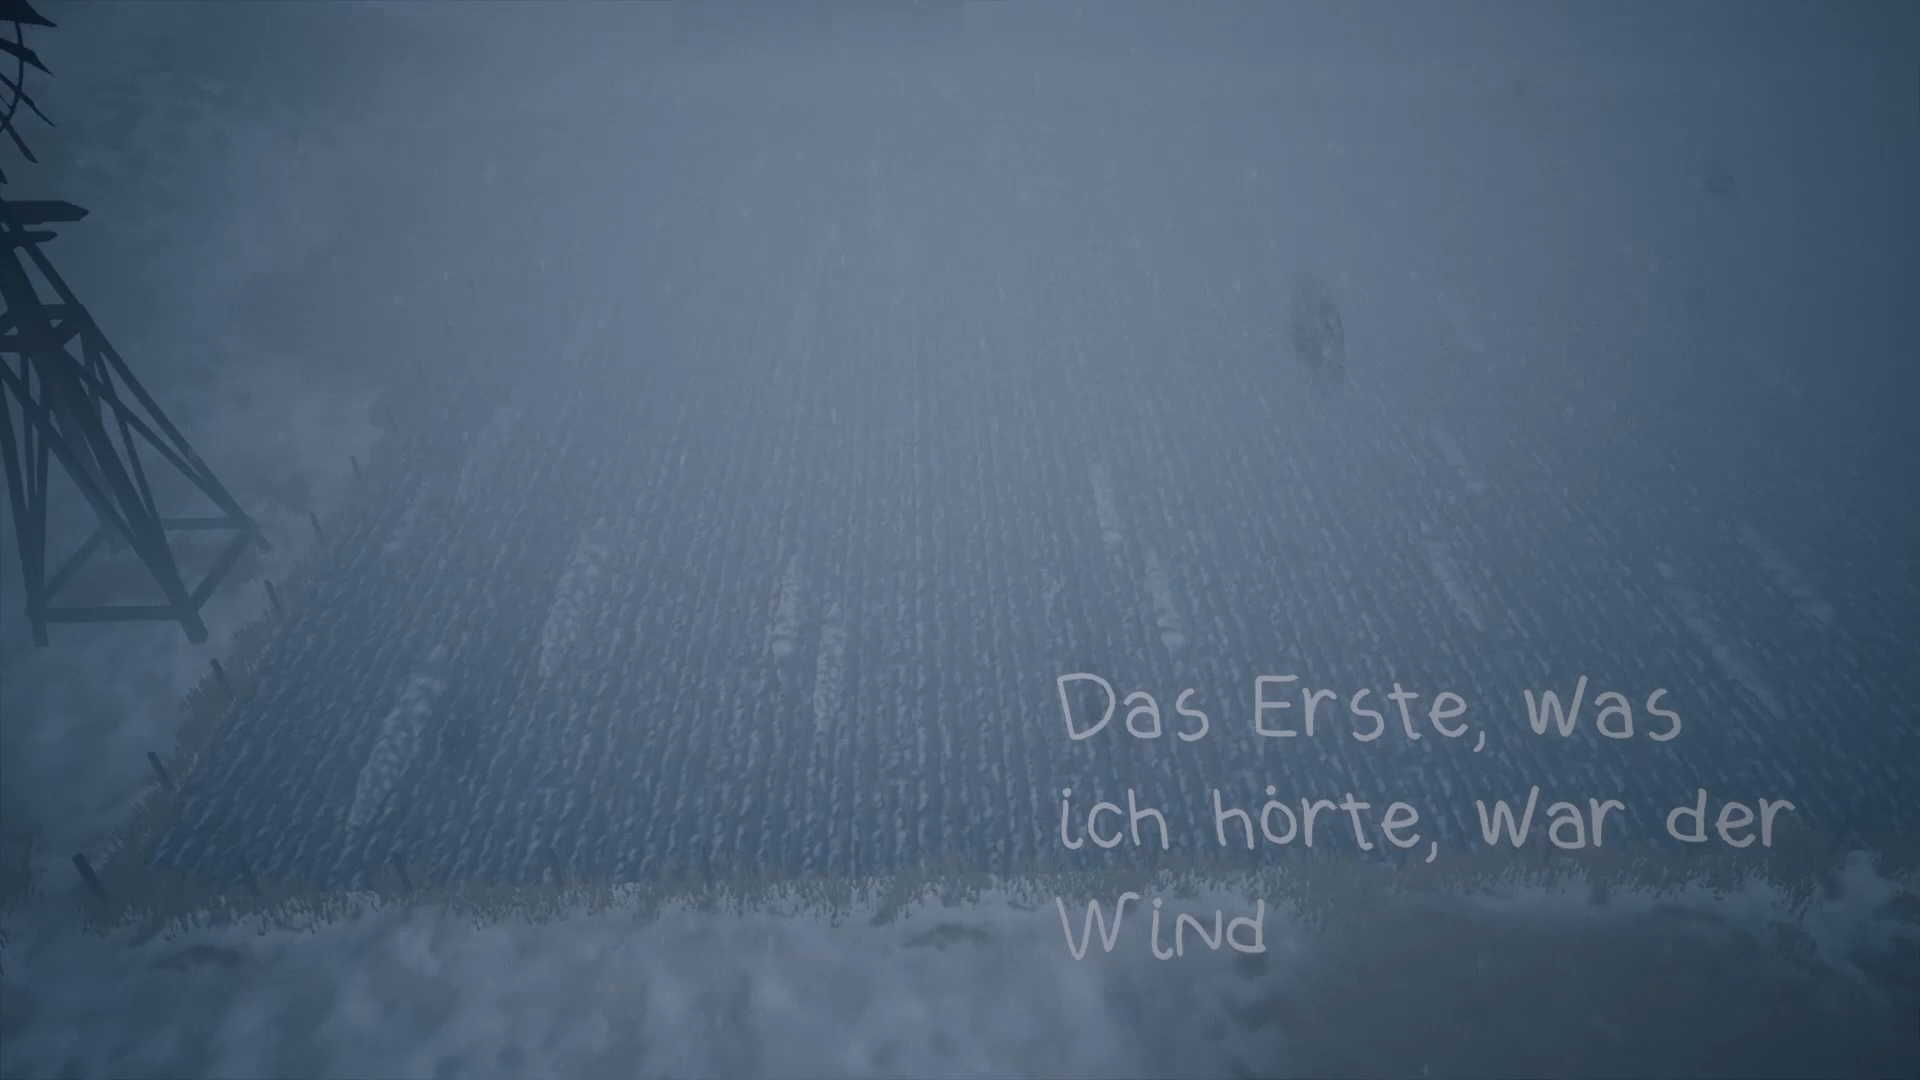 Das Erste, was
ich hörte, war der
Wind